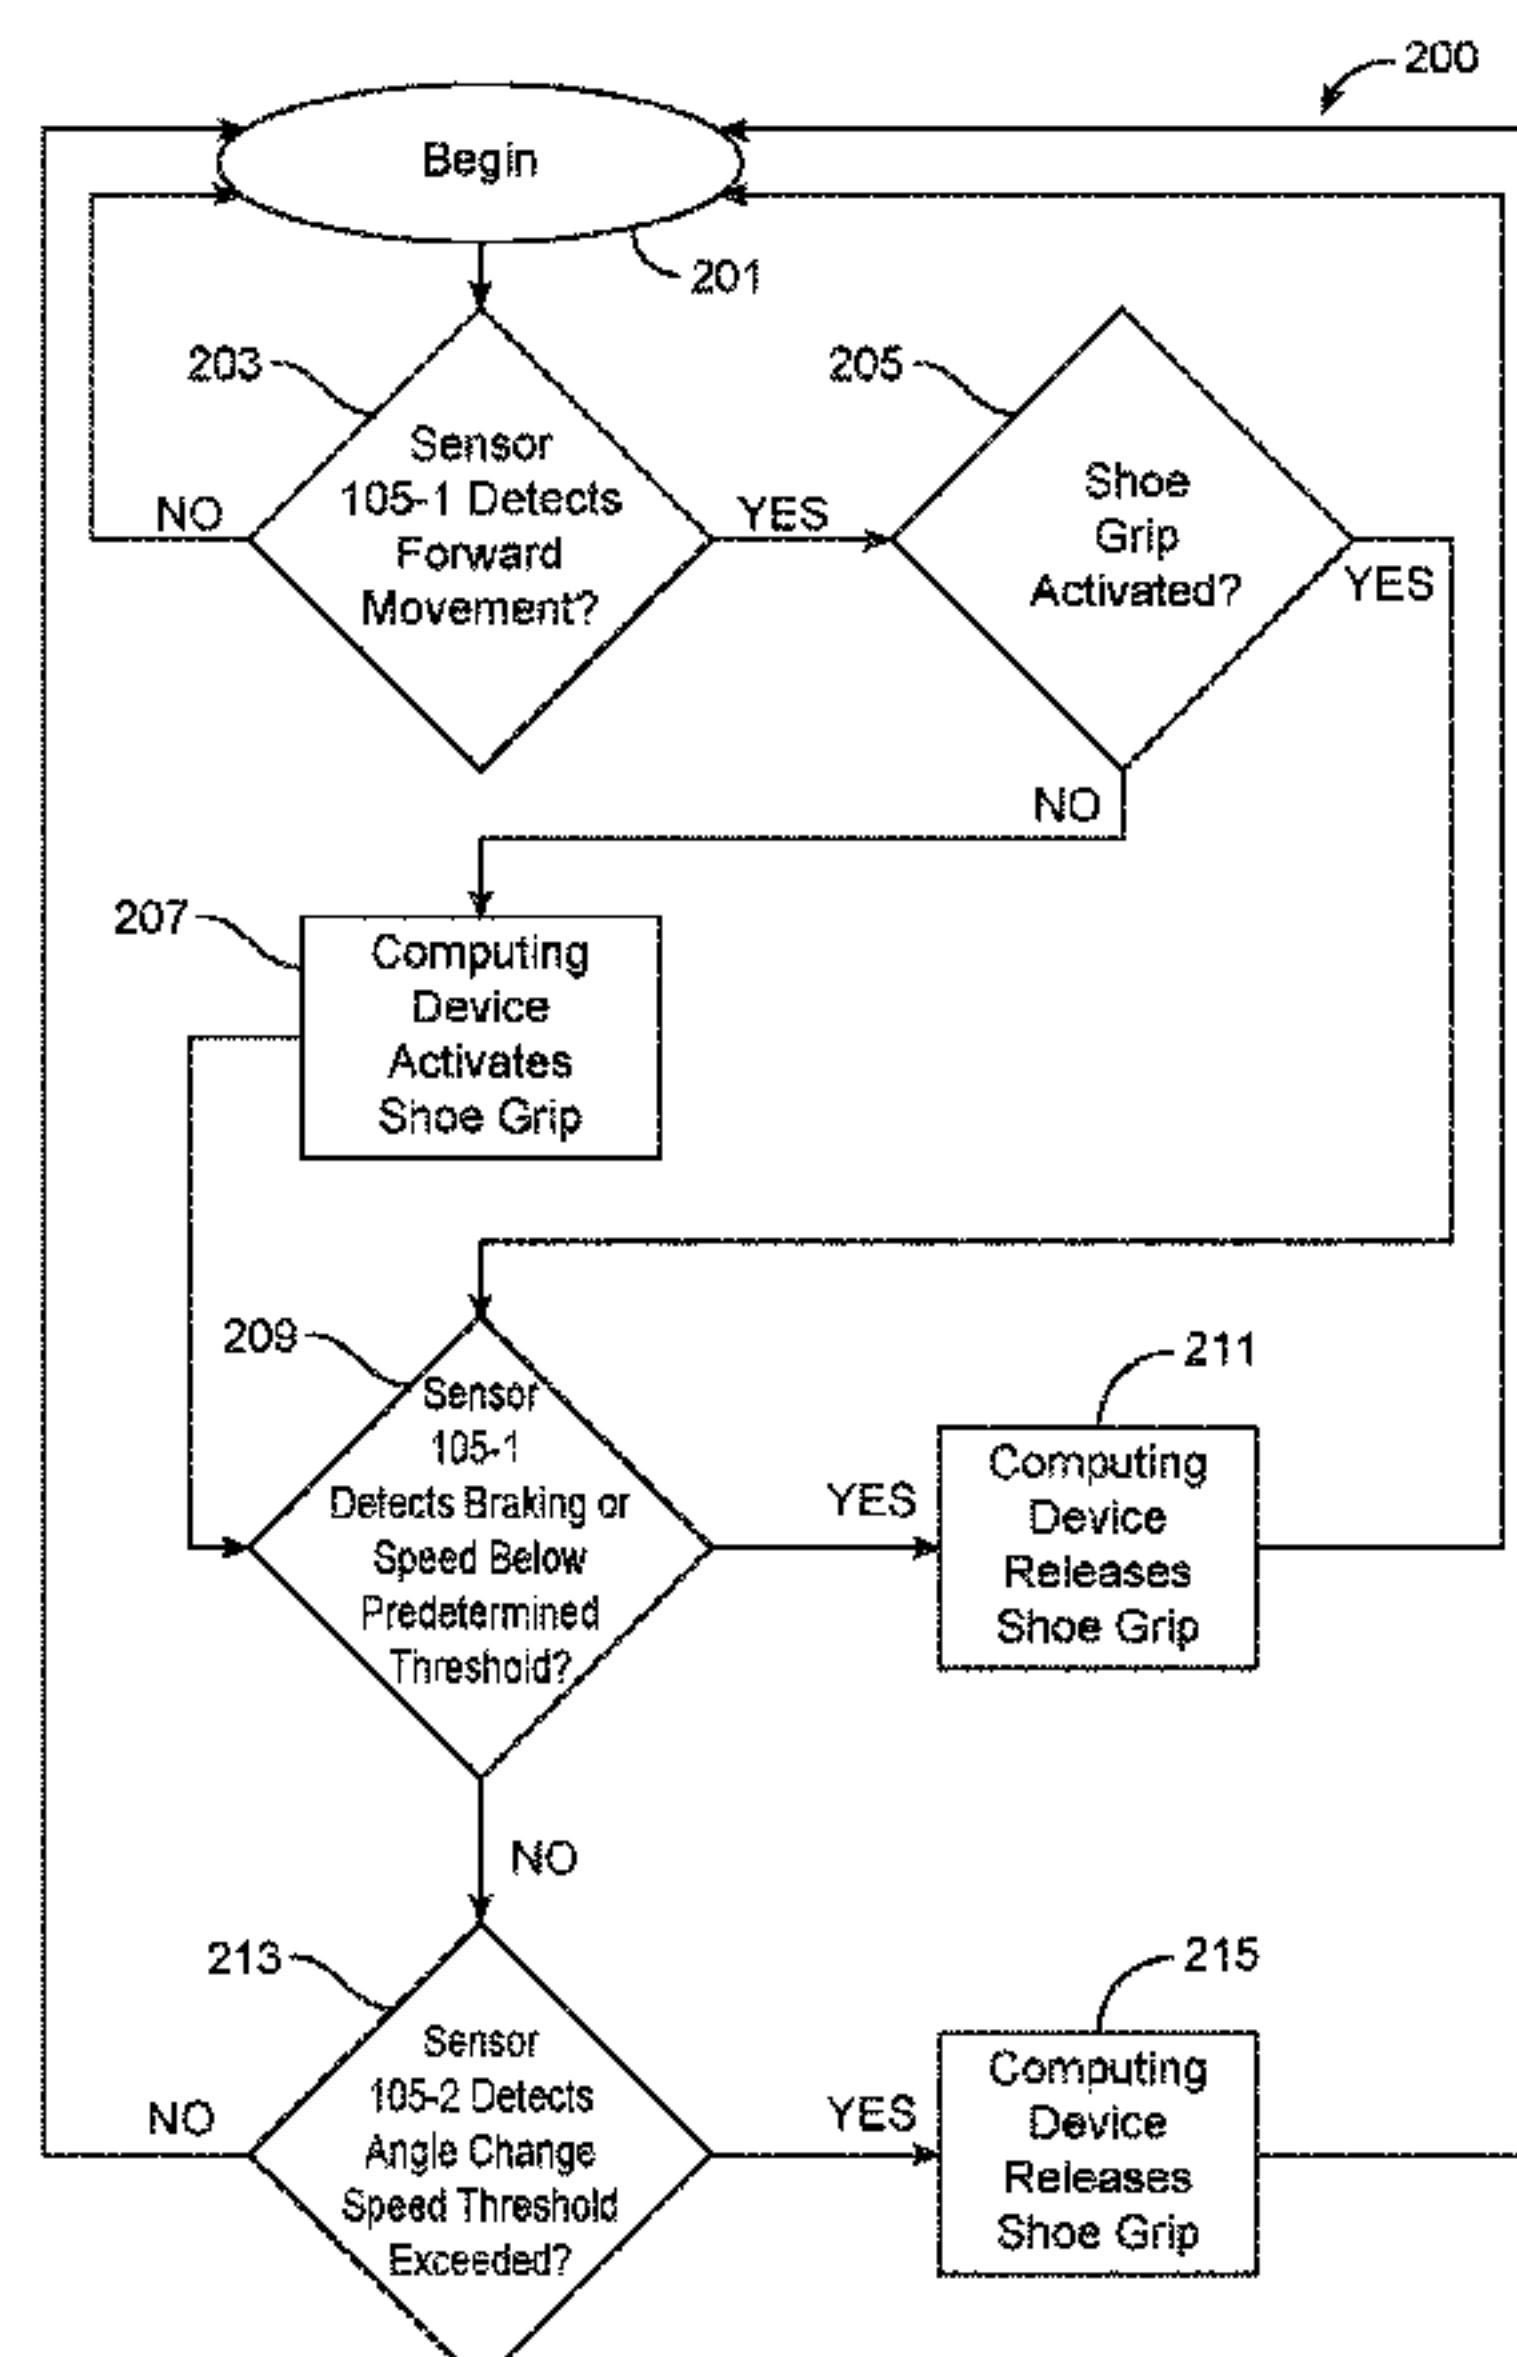 200
Begin
201
203
205
Sensor
105-1 Detects
Forward
Movement?
NO
YES
Shoe
Grip
Activated?
YES
NO
207
Computing
Device
Activates
Shoe Grip
209
Sensor
105-1
Detects Braking or
Speed Below
Predetermined
Threshold?
YES
211
Computing
Device
Releases
Shoe Grip
NO
213
Sensor
105-2 Detects
Angle Change
Speed Threshold
Exceeded?
NO
YES
215
Computing
Device
Releases
Shoe Grip